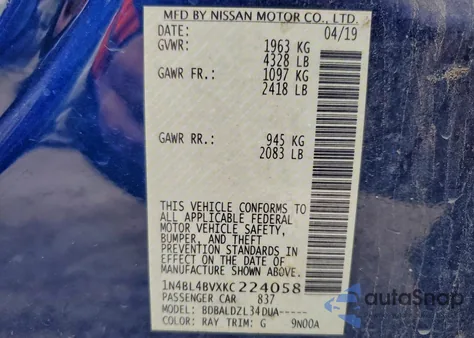 MFD BY NISSAN MOTOR CO., LTD.
DATE: 04/19
GVWR: 1963 KG
4328 LB
GAWR FR.: 1097 KG
2418 LB
GAWR RR.: 945 KG
2083 LB
THIS VEHICLE CONFORMS TO
ALL APPLICABLE FEDERAL
MOTOR VEHICLE SAFETY,
BUMPER, AND THEFT
PREVENTION STANDARDS IN
EFFECT ON THE DATE OF
MANUFACTURE SHOWN ABOVE.
1N4BL4BVXKC224058
PASSENGER CAR 837
MODEL: BDBALDZL34DUA-----
COLOR: RAY TRIM: G 9N00A
autoSnap